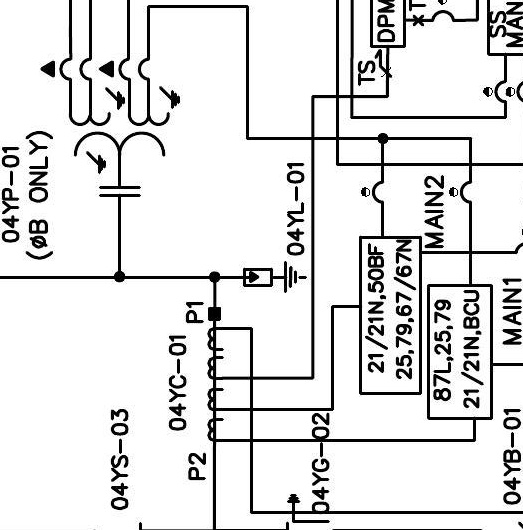 DPM
T
SS
MAN
TS
04YP-01
(øB ONLY)
04YL-01
MAIN2
21/21N,50BF
25,79,67/67N
87L,25,79
21/21N,BCU
MAIN1
P1
04YC-01
P2
04YS-03
04YG-02
04YB-01